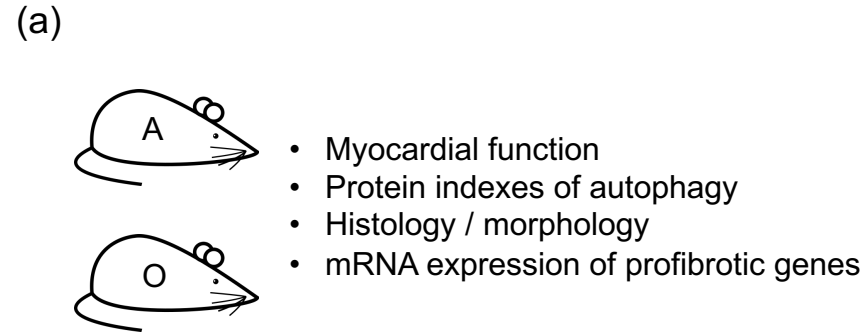 (a)
A
• Myocardial function
• Protein indexes of autophagy
• Histology / morphology
• mRNA expression of profibrotic genes
O